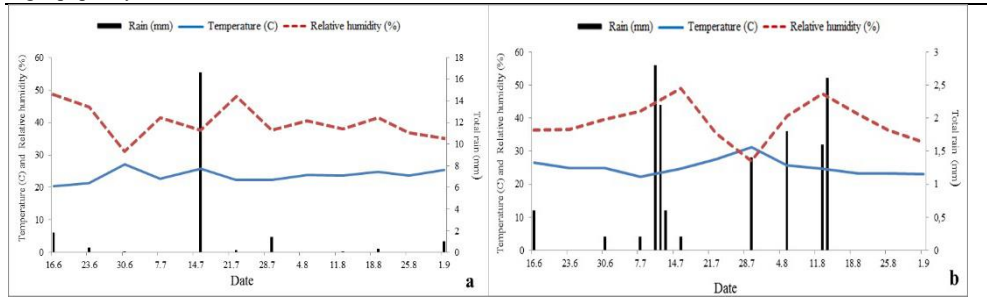 Rain (mm) Temperature (C) Relative humidity (%)
60
50
40
30
20
10
0
Temperature (C) and Relative humidity (%)
18
16
14
12
10
8
6
4
2
0
Total rain (mm)
16.6 23.6 30.6 7.7 14.7 21.7 28.7 4.8 11.8 18.8 25.8 1.9
Date
a
Rain (mm) Temperature (C) Relative humidity (%)
60
50
40
30
20
10
0
Temperature (C) and Relative humidity (%)
3
2,5
2
1,5
1
0,5
0
Total rain (mm)
16.6 23.6 30.6 7.7 14.7 21.7 28.7 4.8 11.8 18.8 25.8 1.9
Date
b